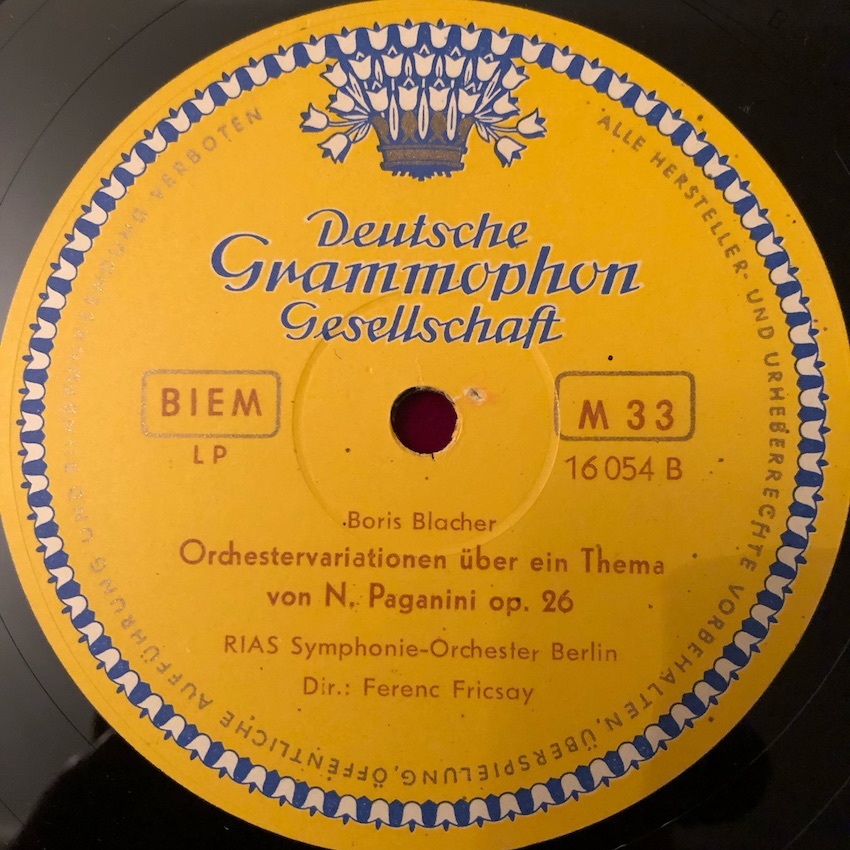 Deutsche
Grammophon
Gesellschaft
BIEM
LP
M 33
16 054 B
Boris Blacher
Orchestervariationen über ein Thema
von N. Paganini op. 26
RIAS Symphonie-Orchester Berlin
Dir.: Ferenc Fricsay
ALLE HERSTELLER- UND URHEBERRECHTE VORBEHALTEN, ÜBERSPIELUNG, ÖFFENTLICHE AUFFÜHRUNG UND VERBOTEN